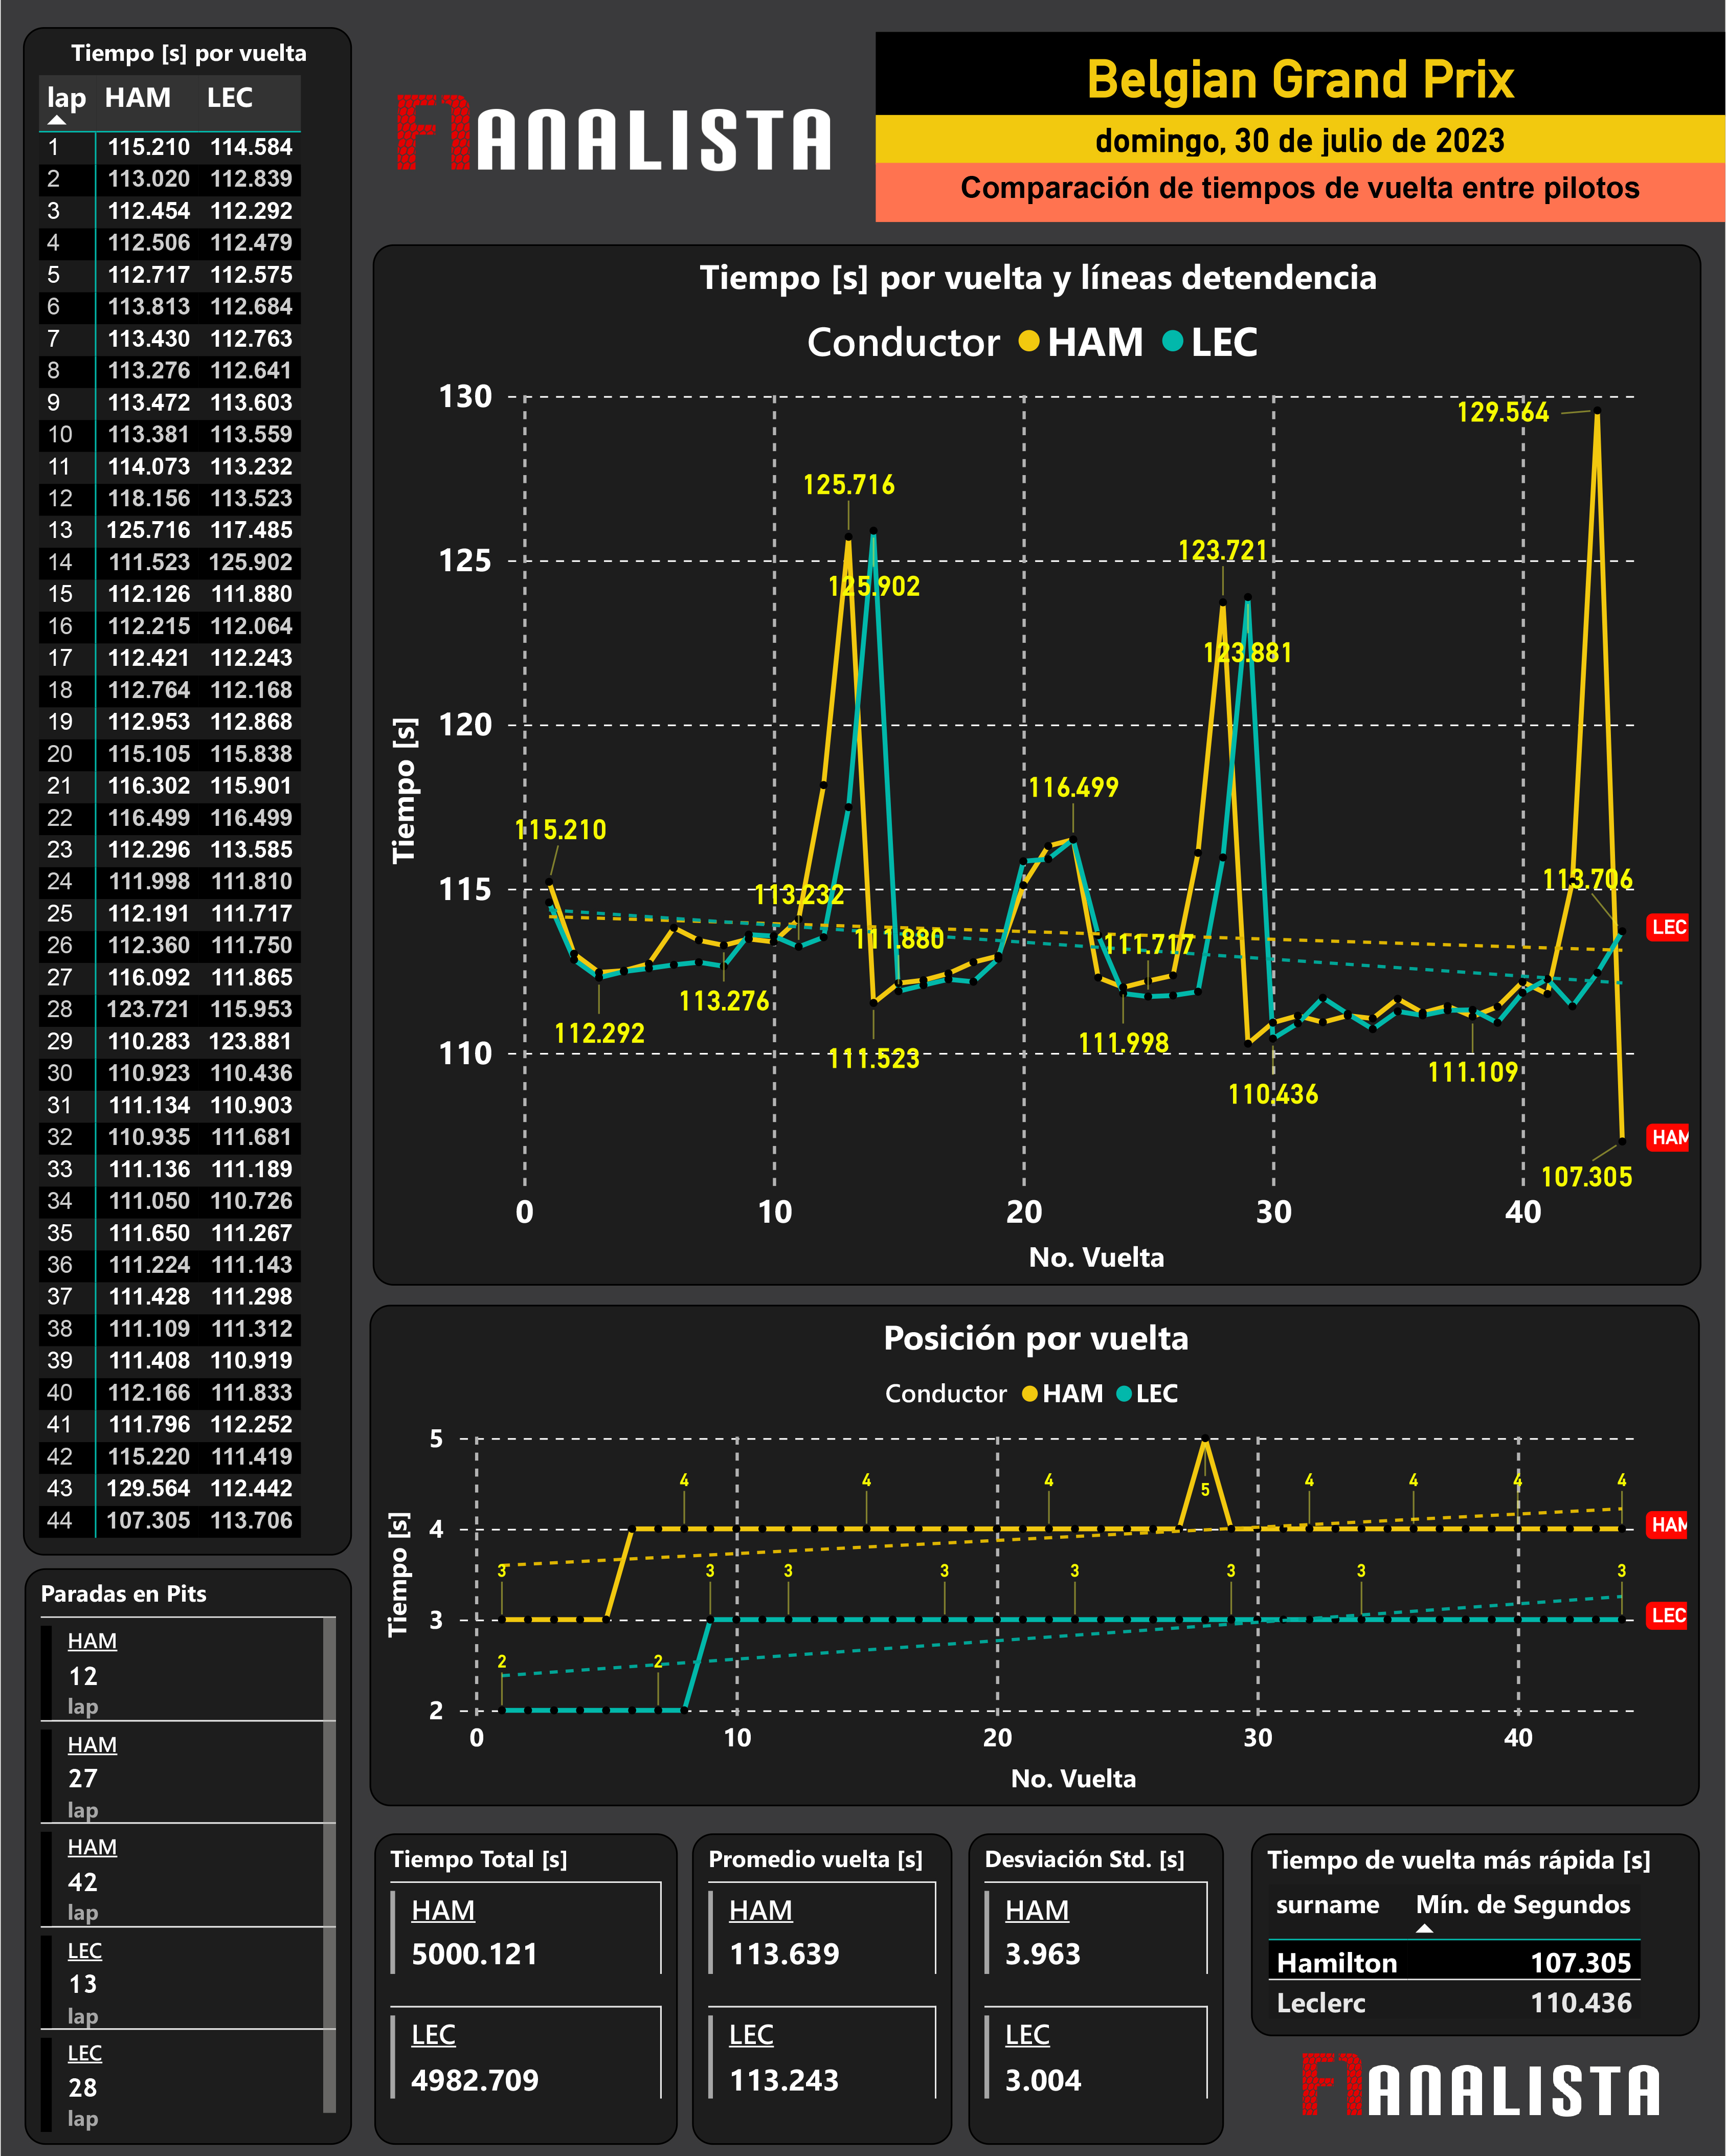 Tiempo [s] por vuelta
lap HAM LEC
1 115.210 114.584
2 113.020 112.839
3 112.454 112.292
4 112.506 112.479
5 112.717 112.575
6 113.813 112.684
7 113.430 112.763
8 113.276 112.641
9 113.472 113.603
10 113.381 113.559
11 114.073 113.232
12 118.156 113.523
13 125.716 117.485
14 111.523 125.902
15 112.126 111.880
16 112.215 112.064
17 112.421 112.243
18 112.764 112.168
19 112.953 112.868
20 115.105 115.838
21 116.302 115.901
22 116.499 116.499
23 112.296 113.585
24 111.998 111.810
25 112.191 111.717
26 112.360 111.750
27 116.092 111.865
28 123.721 115.953
29 110.283 123.881
30 110.923 110.436
31 111.134 110.903
32 110.935 111.681
33 111.136 111.189
34 111.050 110.726
35 111.650 111.267
36 111.224 111.143
37 111.428 111.298
38 111.109 111.312
39 111.408 110.919
40 112.166 111.833
41 111.796 112.252
42 115.220 111.419
43 129.564 112.442
44 107.305 113.706
Paradas en Pits
HAM
12
lap
HAM
27
lap
HAM
42
lap
LEC
13
lap
LEC
28
lap
F1ANALISTA
Belgian Grand Prix
domingo, 30 de julio de 2023
Comparación de tiempos de vuelta entre pilotos
Tiempo [s] por vuelta y líneas detendencia
Conductor HAM LEC
Tiempo [s]
130
125
120
115
110
129.564
125.716
123.721
125.902
123.881
116.499
115.210
113.232
113.706
111.880
111.717
113.276
112.292
111.523
111.998
111.109
110.436
107.305
LEC
HAM
0 10 20 30 40
No. Vuelta
Posición por vuelta
Conductor HAM LEC
Tiempo [s]
5
4
3
2
4 4 4 5 4 4 4 4
HAM
3 3 3 3 3 3 3 3
LEC
2 2
0 10 20 30 40
No. Vuelta
Tiempo Total [s]
HAM
5000.121
LEC
4982.709
Promedio vuelta [s]
HAM
113.639
LEC
113.243
Desviación Std. [s]
HAM
3.963
LEC
3.004
Tiempo de vuelta más rápida [s]
surname Mín. de Segundos
Hamilton 107.305
Leclerc 110.436
F1ANALISTA